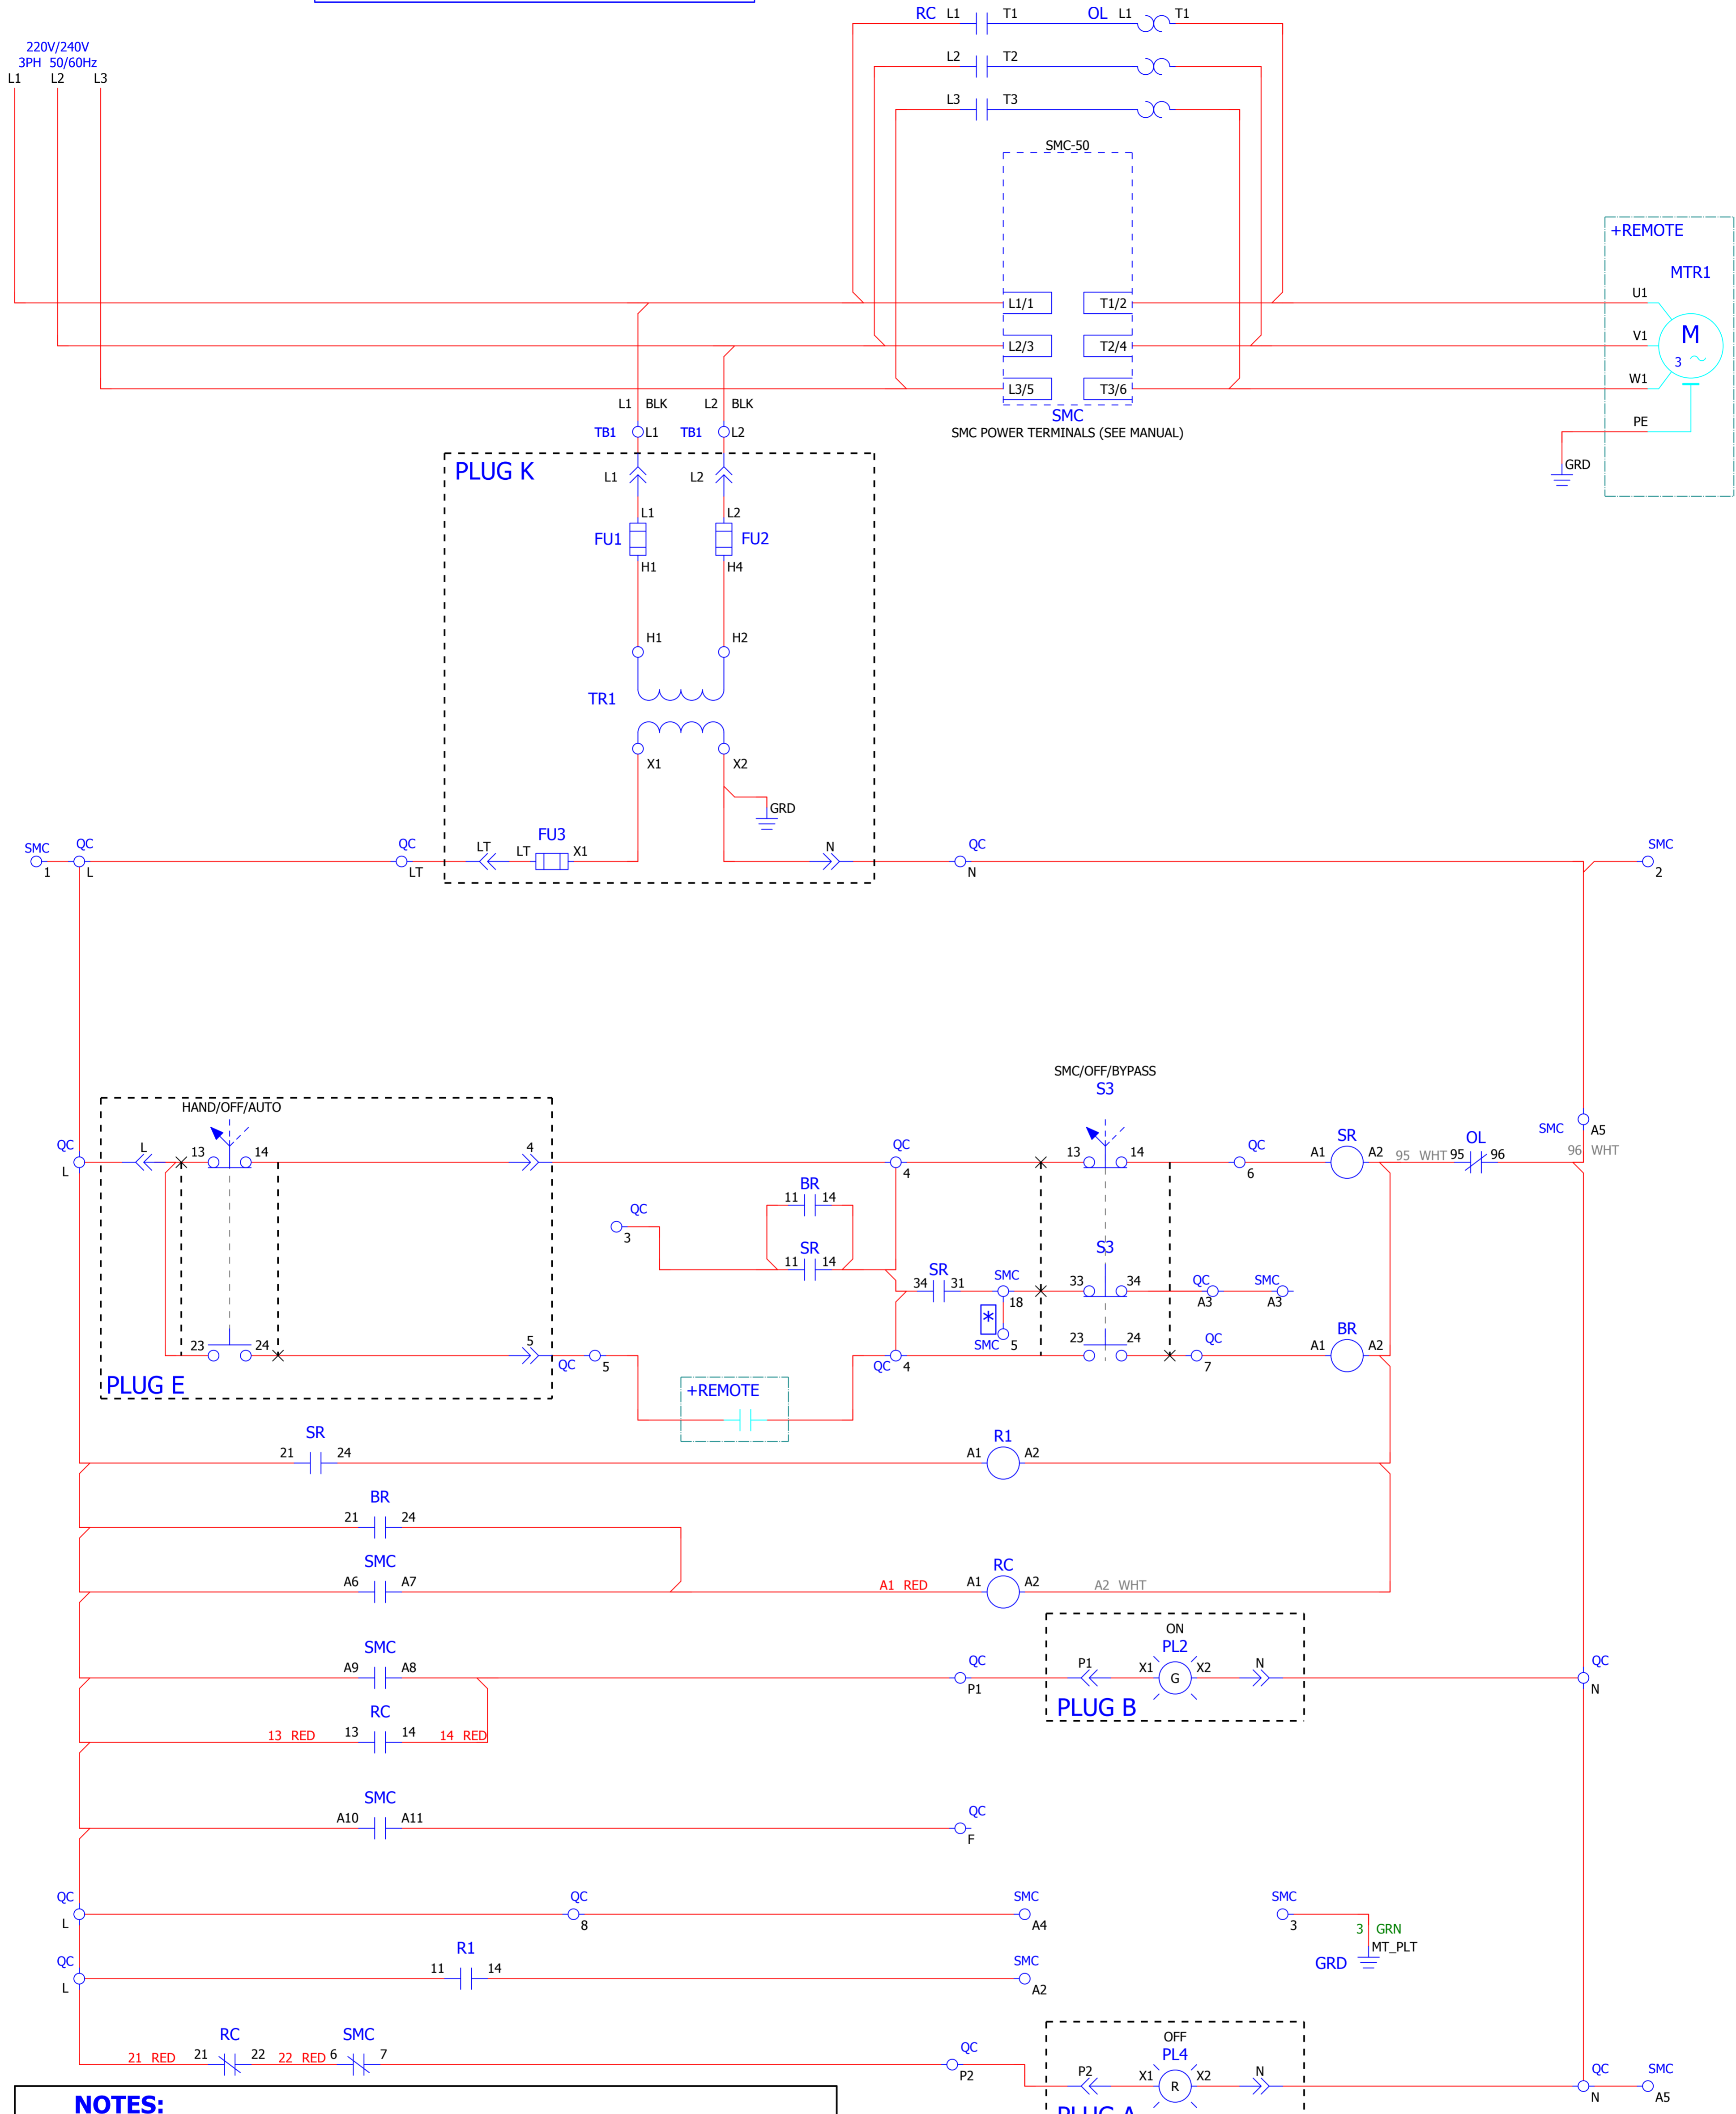 RC L1 T1 OL L1 T1
220V/240V
3PH 50/60Hz
L1 L2 L3
L2 T2
L3 T3
SMC-50
+REMOTE
MTR1
L1/1 T1/2 U1
M
3
L2/3 T2/4 V1
L3/5 T3/6 W1
L1 BLK L2 BLK
SMC
PE
TB1 L1 TB1 L2
SMC POWER TERMINALS (SEE MANUAL)
PLUG K
GRD
L1 L2
L1 L2
FU1 FU2
H1 H4
H1 H2
TR1
X1 X2
GRD
FU3
SMC QC QC LT LT X1 N QC SMC
1 L LT N 2
SMC/OFF/BYPASS
S3
HAND/OFF/AUTO
SMC A5
QC L 13 14 4 QC 13 14 QC SR OL
L 4 6 A1 A2 95 WHT 95 96 96 WHT
BR
11 14
QC
3
SR
11 14
S3
SR
34 31 SMC 33 34 QC SMC
18 A3 A3
*
SMC 5
23 24 5 QC 5 QC 4 23 24 QC 7 BR A1 A2
PLUG E
+REMOTE
SR R1
21 24 A1 A2
BR
21 24
SMC RC
A6 A7 A1 RED A1 A2 A2 WHT
ON
SMC PL2
A9 A8 QC P1 X1 G X2 N QC
P1 N
RC PLUG B
13 RED 13 14 14 RED
SMC
A10 A11 QC
F
QC QC SMC SMC
L 8 A4 3
3 GRN
MT_PLT
GRD
QC R1 SMC
L 11 14 A2
OFF
RC SMC PL4
21 RED 21 22 22 RED 6 7 QC P2 X1 R X2 N QC SMC
P2 N A5
NOTES:
PLUG A